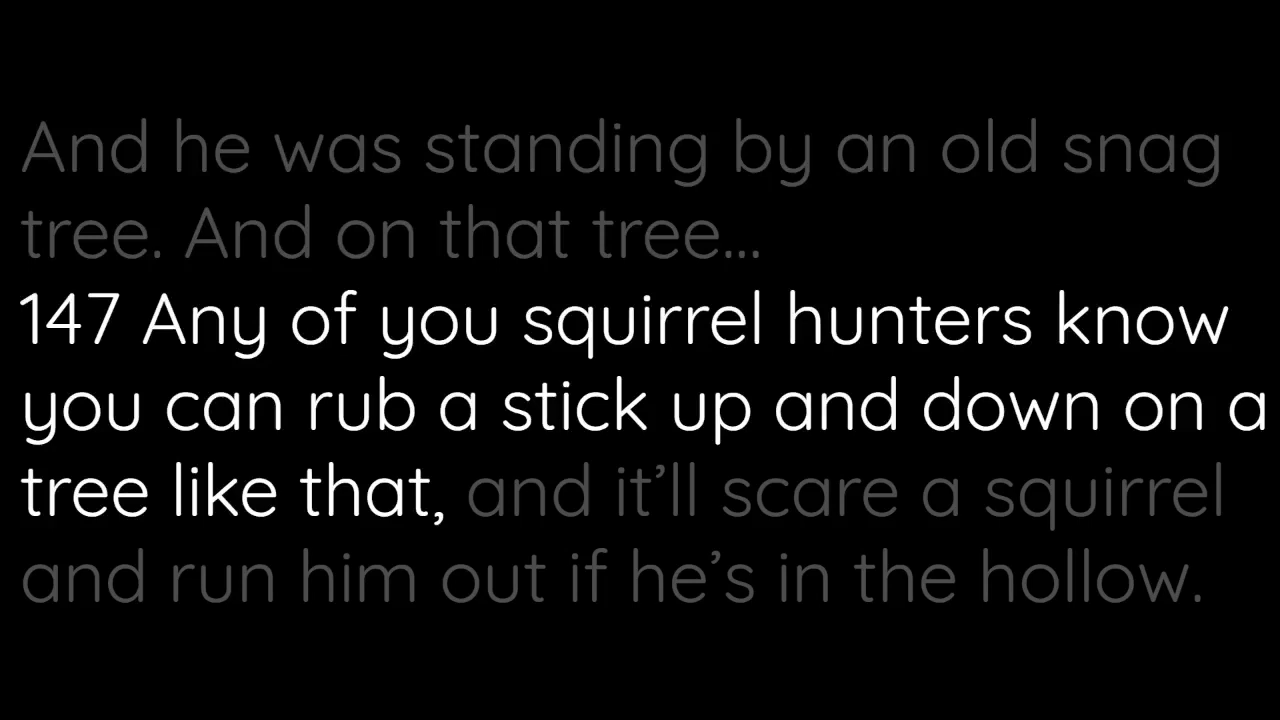 And he was standing by an old snag
tree. And on that tree...
147 Any of you squirrel hunters know
you can rub a stick up and down on a
tree like that, and it’ll scare a squirrel
and run him out if he’s in the hollow.